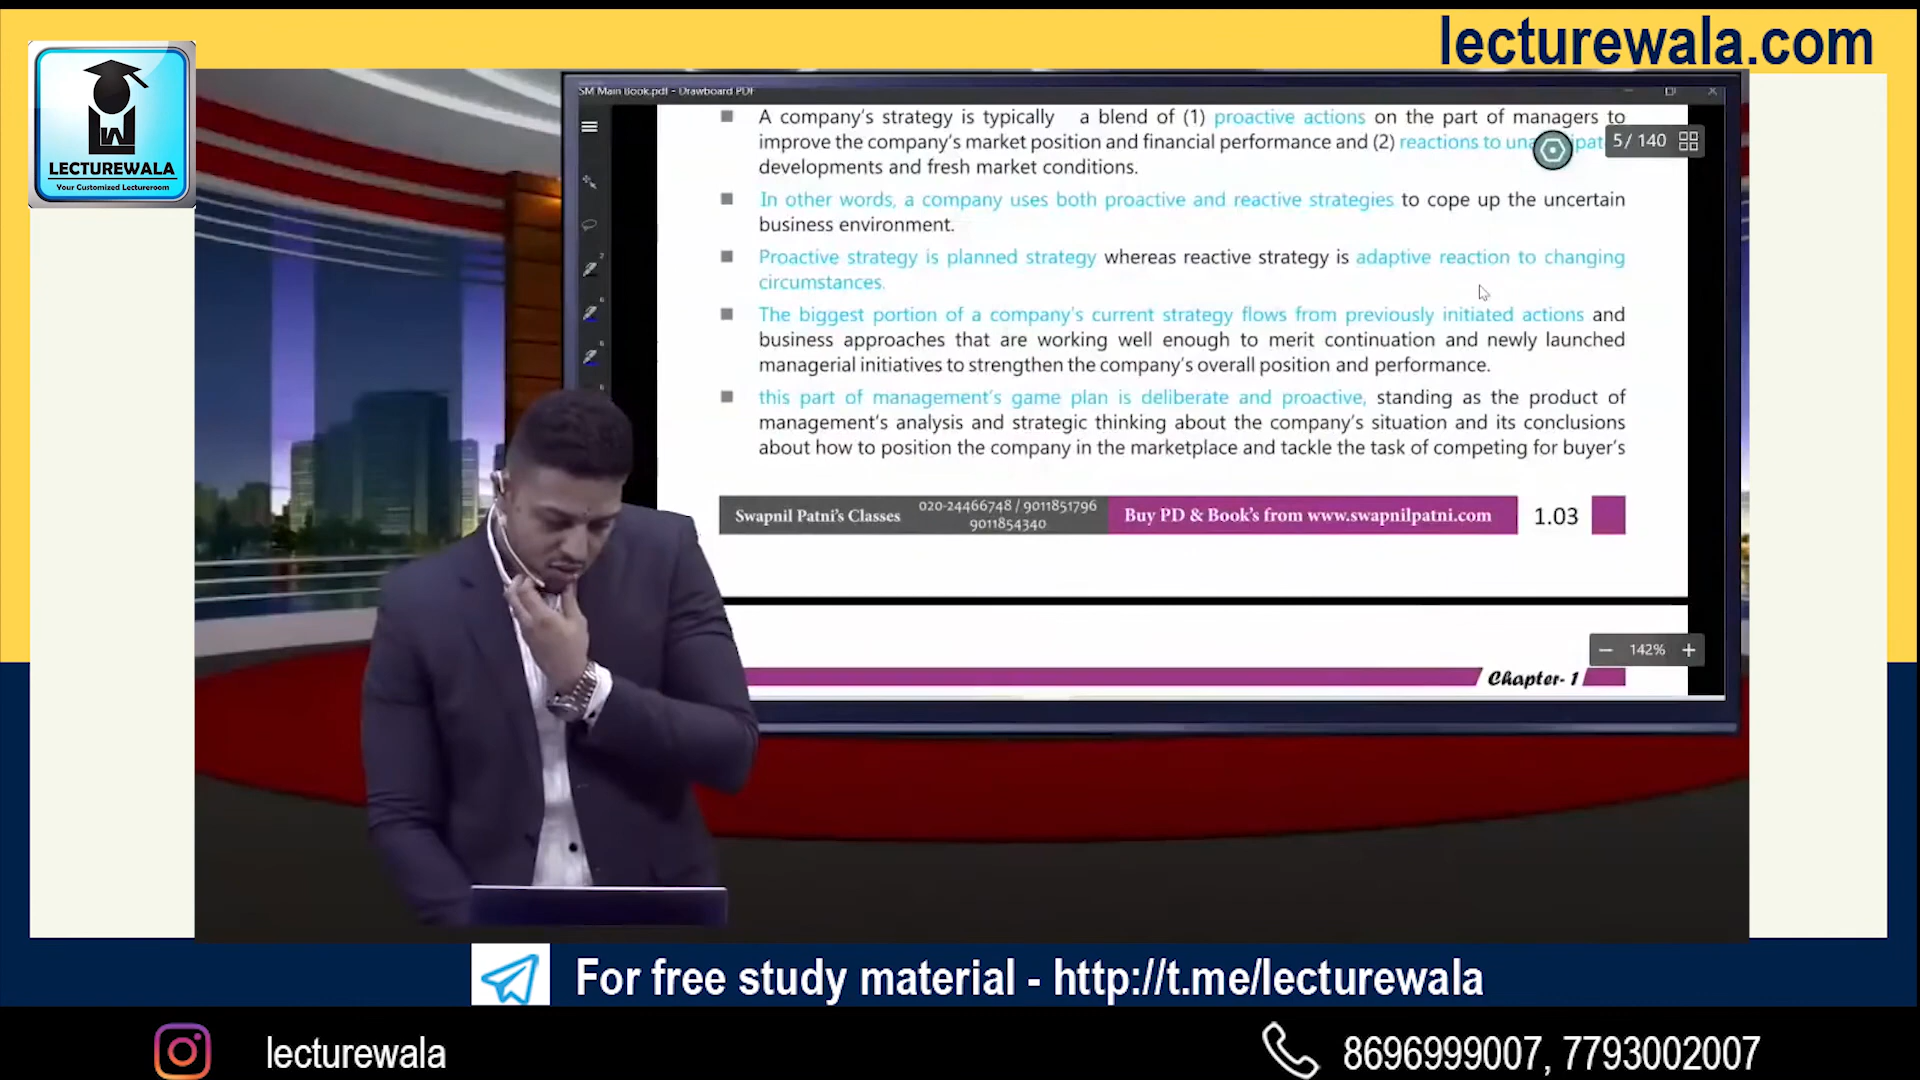 lecturewala.com
LECTUREWALA
Your Customized Lectureroom
SM Main Book.pdf - Drawboard PDF
A company's strategy is typically a blend of (1) proactive actions on the part of managers to
5 / 140
improve the company's market position and financial performance and (2) reactions to
developments and fresh market conditions.
In other words, a company uses both proactive and reactive strategies to cope up the uncertain
business environment.
Proactive strategy is planned strategy whereas reactive strategy is adaptive reaction to changing
circumstances.
The biggest portion of a company's current strategy flows from previously initiated actions and
business approaches that are working well enough to merit continuation and newly launched
managerial initiatives to strengthen the company's overall position and performance.
this part of management's game plan is deliberate and proactive, standing as the product of
management's analysis and strategic thinking about the company's situation and its conclusions
about how to position the company in the marketplace and tackle the task of competing for buyer's
Swapnil Patni's Classes
020-24466748 / 9011851796
9011854340
Buy PD & Book's from www.swapnilpatni.com
1.03
142%
Chapter- 1
For free study material - http://t.me/lecturewala
lecturewala
8696999007, 7793002007